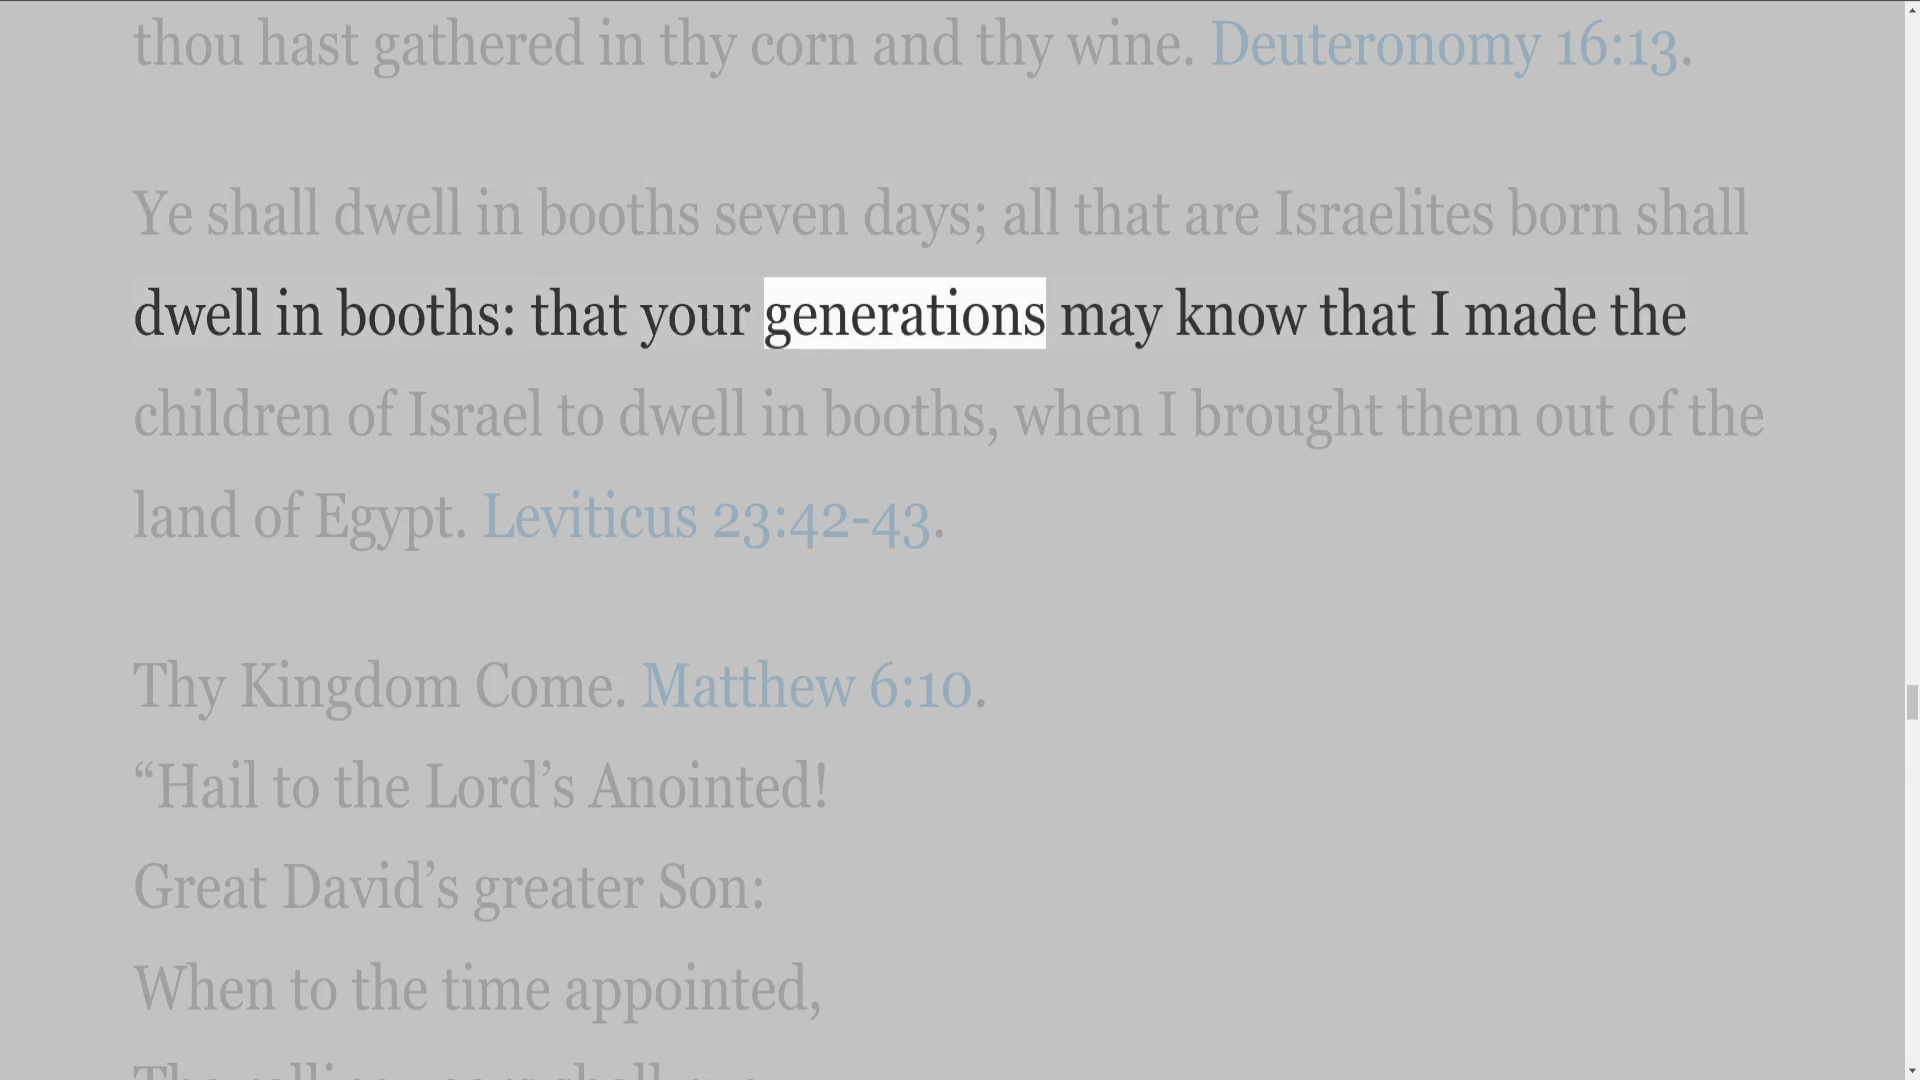 thou hast gathered in thy corn and thy wine. Deuteronomy 16:13.
Ye shall dwell in booths seven days; all that are Israelites born shall
dwell in booths: that your generations may know that I made the
children of Israel to dwell in booths, when I brought them out of the
land of Egypt. Leviticus 23:42-43.
Thy Kingdom Come. Matthew 6:10.
“Hail to the Lord’s Anointed!
Great David’s greater Son:
When to the time appointed,